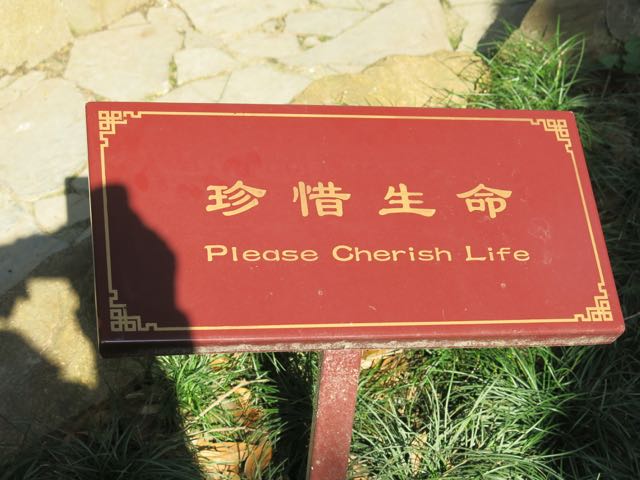 珍惜生命
Please Cherish Life